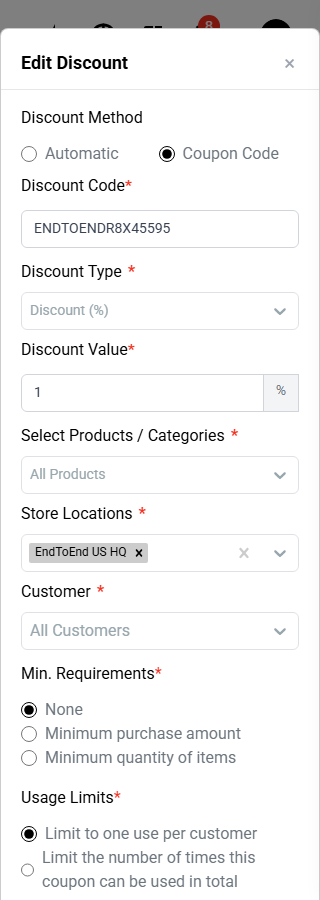 8
Edit Discount ×
Discount Method
Automatic Coupon Code
Discount Code*
ENDTOENDR8X45595
Discount Type *
Discount (%)
Discount Value*
1 %
Select Products / Categories *
All Products
Store Locations *
EndToEnd US HQ ×
Customer *
All Customers
Min. Requirements*
None
Minimum purchase amount
Minimum quantity of items
Usage Limits*
Limit to one use per customer
Limit the number of times this
coupon can be used in total